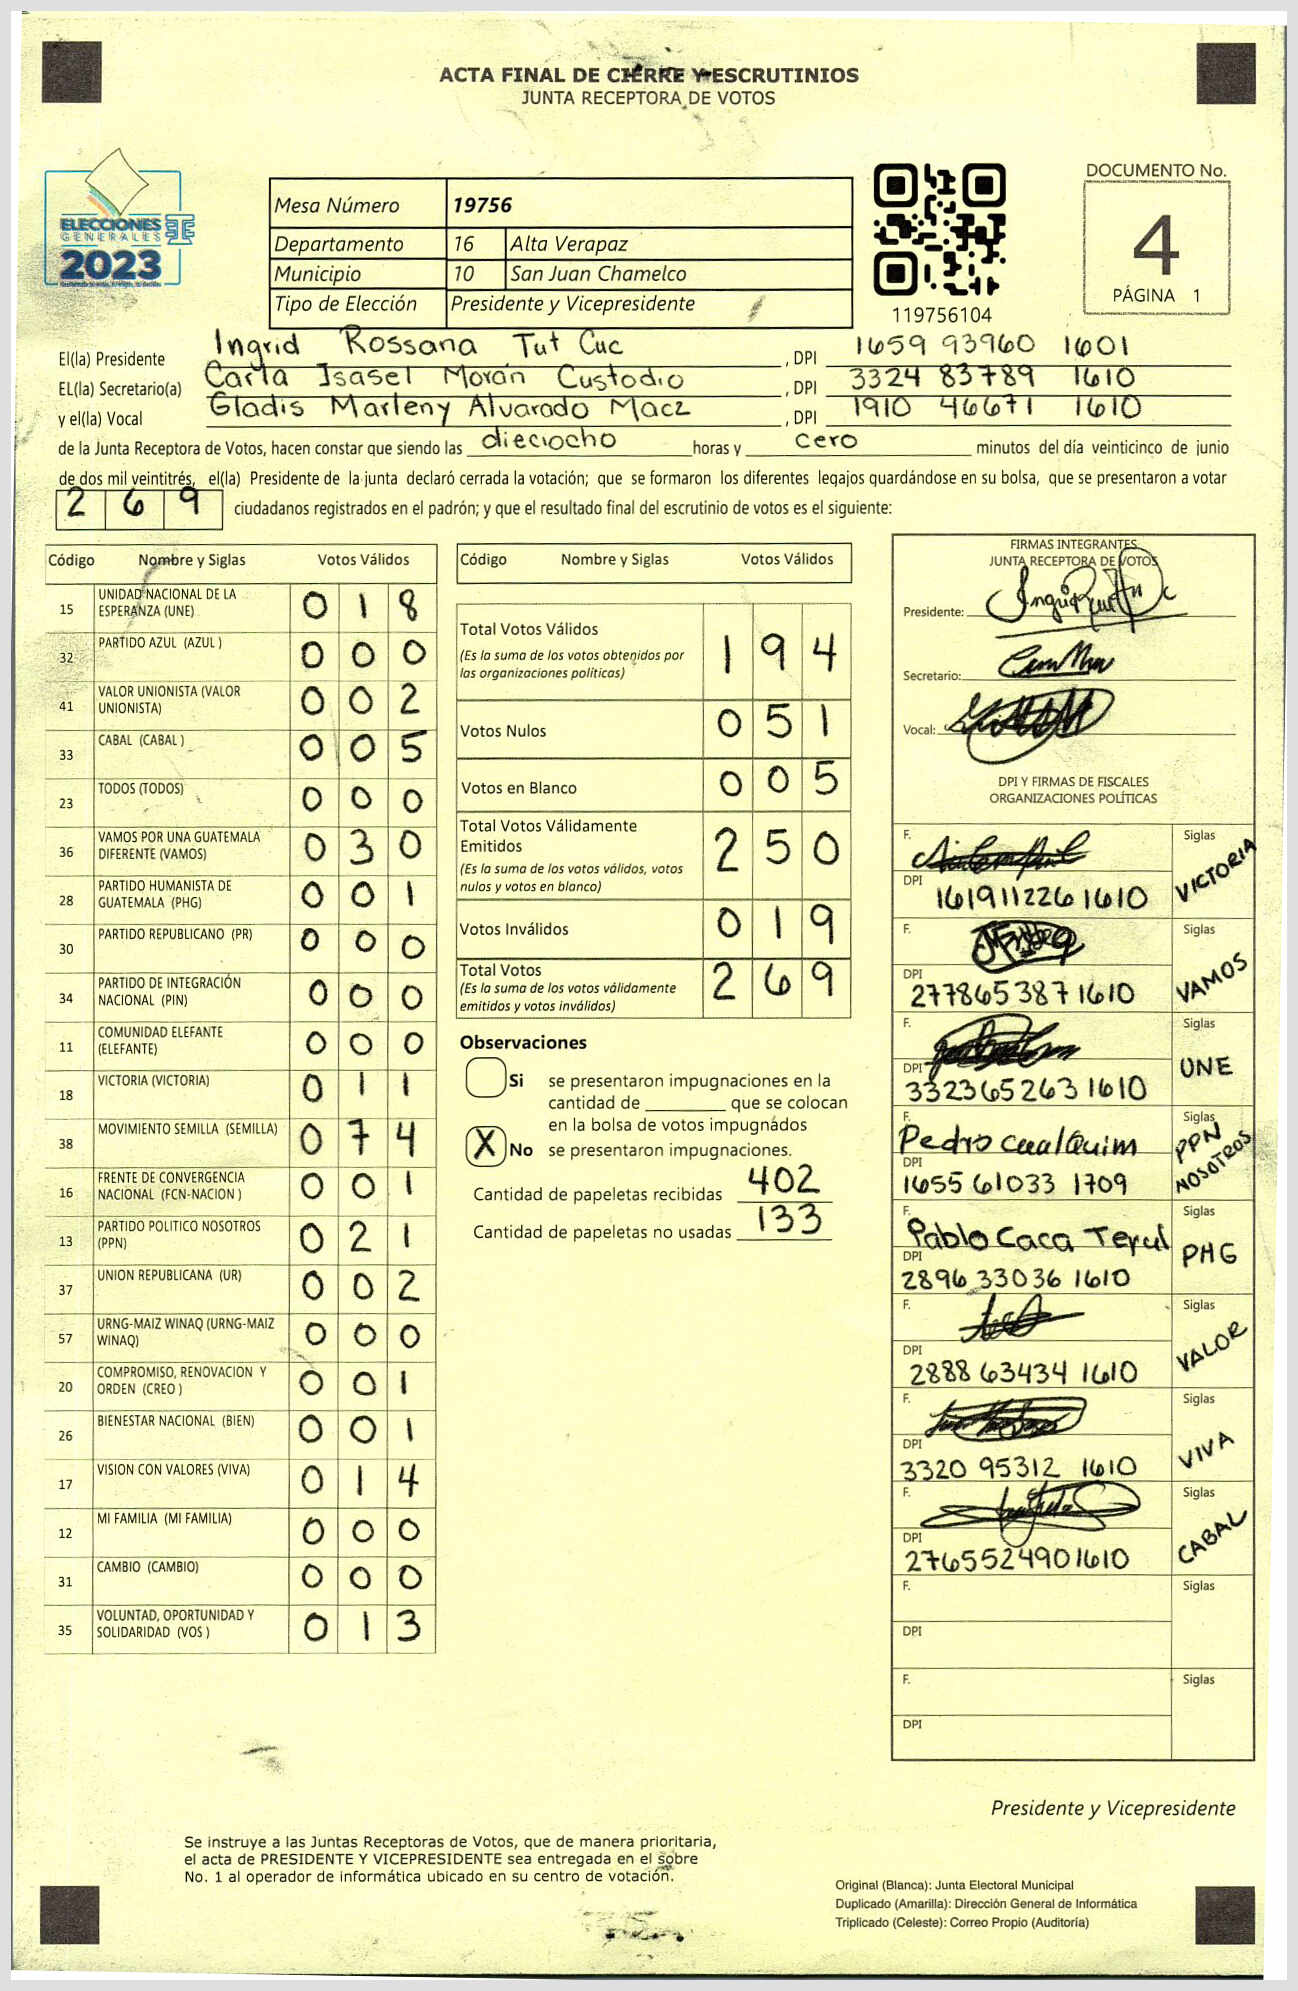 ACTA FINAL DE CIERRE Y ESCRUTINIOS
JUNTA RECEPTORA DE VOTOS
ELECCIONES
GENERALES
2023
Mesa Número 19756
Departamento 16 Alta Verapaz
Municipio 10 San Juan Chamelco
Tipo de Elección Presidente y Vicepresidente
119756104
DOCUMENTO No.
4
PÁGINA 1
El(la) Presidente Ingrid Rossana Tut Cuc , DPI 1659 93960 1601
EL(la) Secretario(a) Carla Isasel Morán Custodio , DPI 3324 83789 1610
y el(la) Vocal Gladis Marleny Alvarado Macz , DPI 1910 46671 1610
de la Junta Receptora de Votos, hacen constar que siendo las dieciocho horas y cero minutos del día veinticinco de junio
de dos mil veintitrés, el(la) Presidente de la junta declaró cerrada la votación; que se formaron los diferentes legajos guardándose en su bolsa, que se presentaron a votar
2 6 9 ciudadanos registrados en el padrón; y que el resultado final del escrutinio de votos es el siguiente:
Código Nombre y Siglas Votos Válidos
15 UNIDAD NACIONAL DE LA ESPERANZA (UNE) 0 1 8
32 PARTIDO AZUL (AZUL ) 0 0 0
41 VALOR UNIONISTA (VALOR UNIONISTA) 0 0 2
33 CABAL (CABAL ) 0 0 5
23 TODOS (TODOS) 0 0 0
36 VAMOS POR UNA GUATEMALA DIFERENTE (VAMOS) 0 3 0
28 PARTIDO HUMANISTA DE GUATEMALA (PHG) 0 0 1
30 PARTIDO REPUBLICANO (PR) 0 0 0
34 PARTIDO DE INTEGRACIÓN NACIONAL (PIN) 0 0 0
11 COMUNIDAD ELEFANTE (ELEFANTE) 0 0 0
18 VICTORIA (VICTORIA) 0 1 1
38 MOVIMIENTO SEMILLA (SEMILLA) 0 7 4
16 FRENTE DE CONVERGENCIA NACIONAL (FCN-NACION ) 0 0 1
13 PARTIDO POLITICO NOSOTROS (PPN) 0 2 1
37 UNION REPUBLICANA (UR) 0 0 2
57 URNG-MAIZ WINAQ (URNG-MAIZ WINAQ) 0 0 0
20 COMPROMISO, RENOVACION Y ORDEN (CREO ) 0 0 1
26 BIENESTAR NACIONAL (BIEN) 0 0 1
17 VISION CON VALORES (VIVA) 0 1 4
12 MI FAMILIA (MI FAMILIA) 0 0 0
31 CAMBIO (CAMBIO) 0 0 0
35 VOLUNTAD, OPORTUNIDAD Y SOLIDARIDAD (VOS ) 0 1 3
Código Nombre y Siglas Votos Válidos
Total Votos Válidos 1 9 4
(Es la suma de los votos obtenidos por
las organizaciones políticas)
Votos Nulos 0 5 1
Votos en Blanco 0 0 5
Total Votos Válidamente
Emitidos 2 5 0
(Es la suma de los votos válidos, votos
nulos y votos en blanco)
Votos Inválidos 0 1 9
Total Votos 2 6 9
(Es la suma de los votos válidamente
emitidos y votos inválidos)
Observaciones
Si se presentaron impugnaciones en la
cantidad de ________ que se colocan
en la bolsa de votos impugnados
X No se presentaron impugnaciones.
Cantidad de papeletas recibidas 402
Cantidad de papeletas no usadas 133
FIRMAS INTEGRANTES
JUNTA RECEPTORA DE VOTOS
Presidente:
Secretario:
Vocal:
DPI Y FIRMAS DE FISCALES
ORGANIZACIONES POLÍTICAS
F. Siglas VICTORIA
DPI 1619112261610
F. Siglas VAMOS
DPI 2778653871610
F. Siglas UNE
DPI 3323652631610
F. Pedro Siglas PPN NOSOTROS
DPI 1655 61033 1709
F. Pablo Caca Siglas PHG
DPI 2896 33036 1610
F. Siglas VALOR
DPI 2888 63434 1610
F. Siglas VIVA
DPI 3320 95312 1610
F. Siglas CABAL
DPI 2765524901610
F. Siglas
DPI
F. Siglas
DPI
Presidente y Vicepresidente
Se instruye a las Juntas Receptoras de Votos, que de manera prioritaria,
el acta de PRESIDENTE Y VICEPRESIDENTE sea entregada en el sobre
No. 1 al operador de informática ubicado en su centro de votación.
Original (Blanca): Junta Electoral Municipal
Duplicado (Amarilla): Dirección General de Informática
Triplicado (Celeste): Correo Propio (Auditoría)